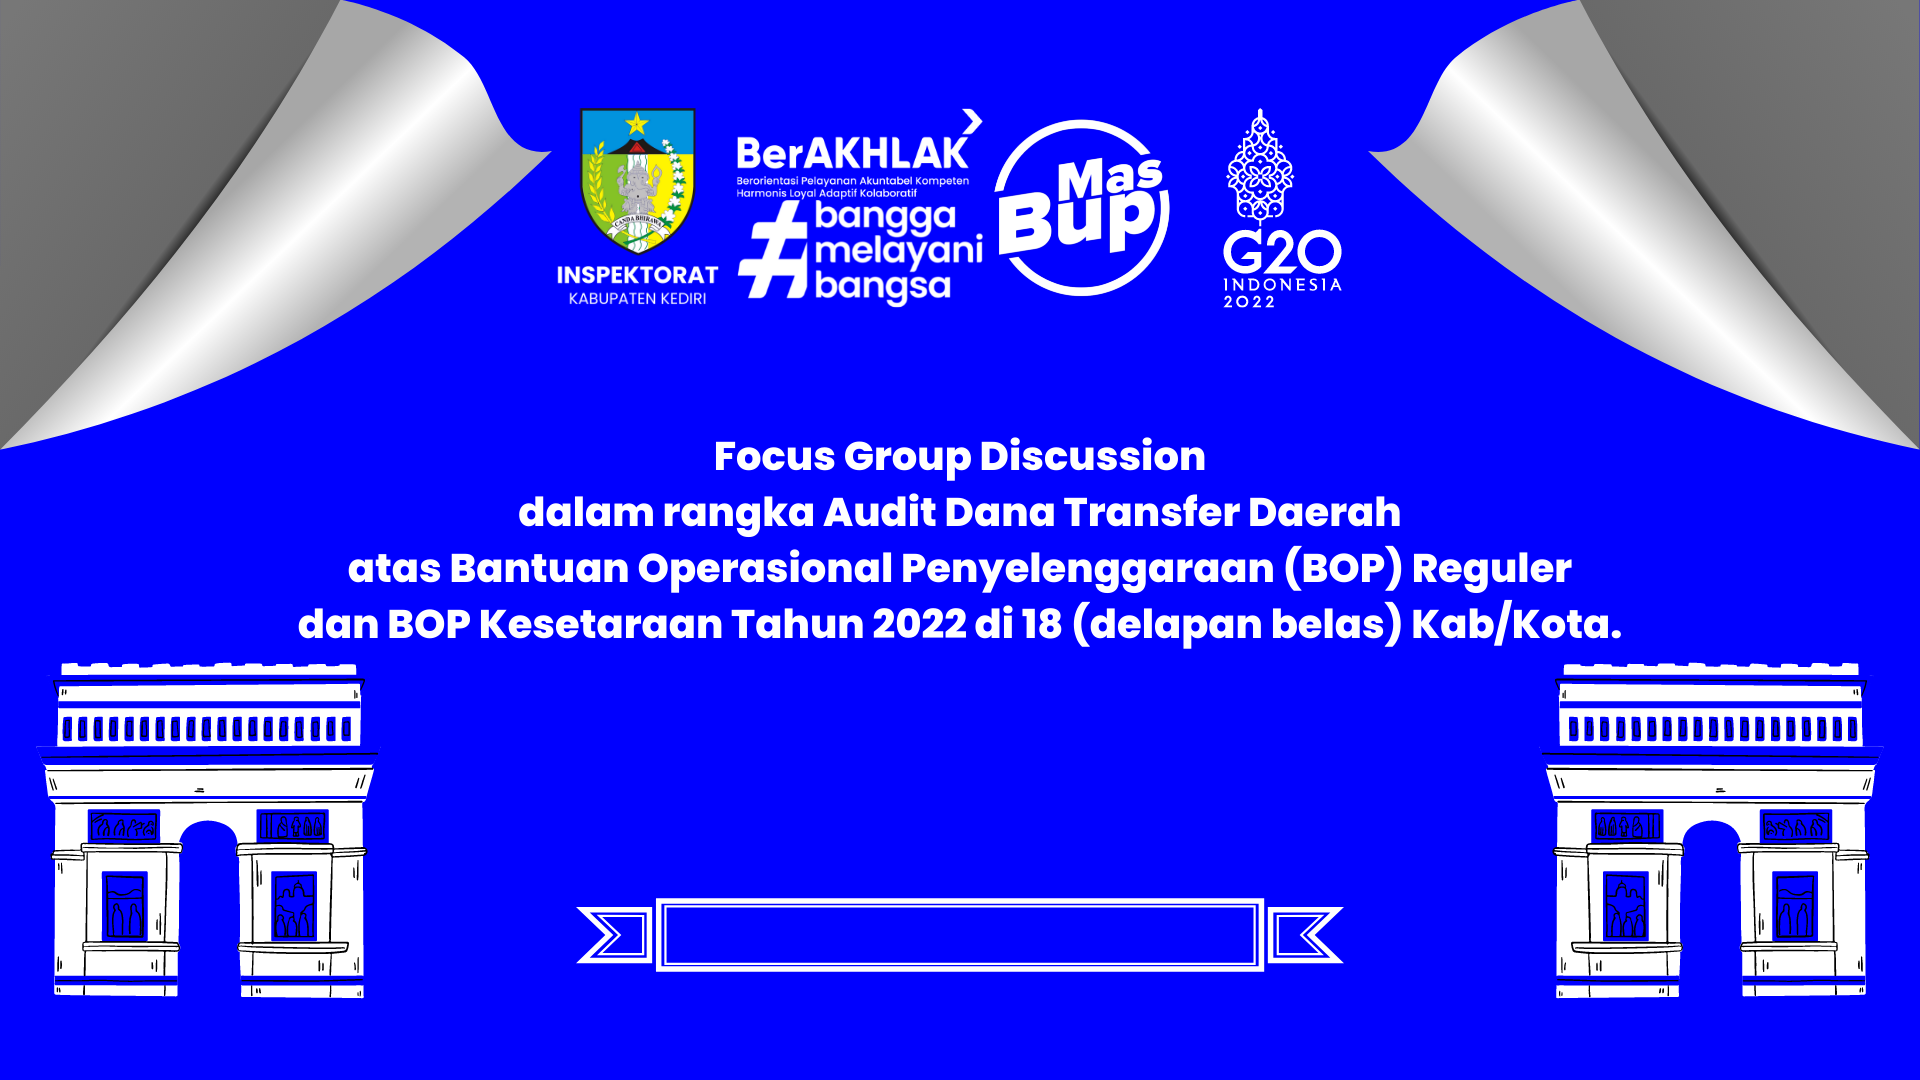 CANDA BHIRAWA
INSPEKTORAT
KABUPATEN KEDIRI
BerAKHLAK
Berorientasi Pelayanan Akuntabel Kompeten
Harmonis Loyal Adaptif Kolaboratif
#bangga
melayani
bangsa
Mas
Bup
G20
INDONESIA
2022
Focus Group Discussion
dalam rangka Audit Dana Transfer Daerah
atas Bantuan Operasional Penyelenggaraan (BOP) Reguler
dan BOP Kesetaraan Tahun 2022 di 18 (delapan belas) Kab/Kota.